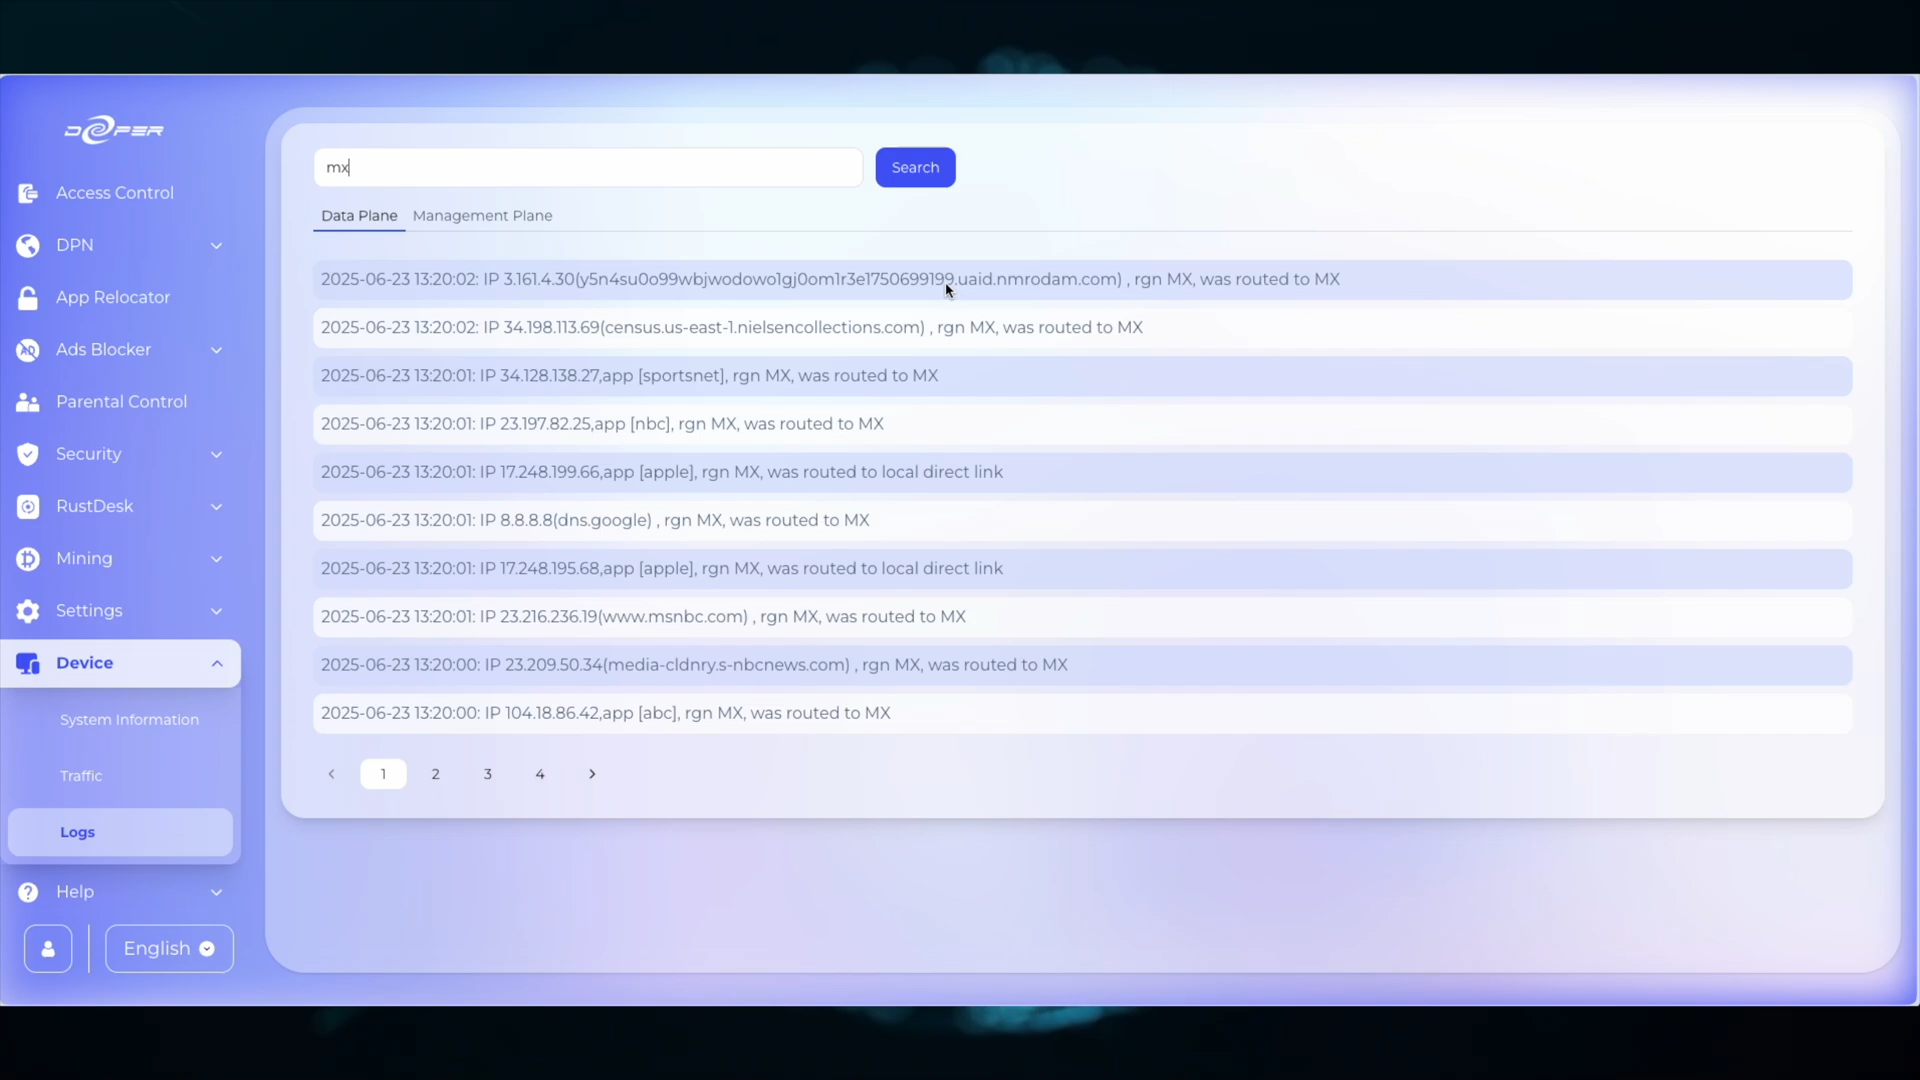 DEEPER
mx
Search
Access Control
DPN
App Relocator
AD
Ads Blocker
Parental Control
Security
RustDesk
Mining
Settings
Device
System Information
Traffic
Logs
Help
English
Data Plane Management Plane
2025-06-23 13:20:02: IP 3.161.4.30(y5n4su0o99wbjwodowo1gj0om1r3e1750699199.uaid.nmrodam.com) , rgn MX, was routed to MX
2025-06-23 13:20:02: IP 34.198.113.69(census.us-east-1.nielsencollections.com) , rgn MX, was routed to MX
2025-06-23 13:20:01: IP 34.128.138.27,app [sportsnet], rgn MX, was routed to MX
2025-06-23 13:20:01: IP 23.197.82.25,app [nbc], rgn MX, was routed to MX
2025-06-23 13:20:01: IP 17.248.199.66,app [apple], rgn MX, was routed to local direct link
2025-06-23 13:20:01: IP 8.8.8.8(dns.google) , rgn MX, was routed to MX
2025-06-23 13:20:01: IP 17.248.195.68,app [apple], rgn MX, was routed to local direct link
2025-06-23 13:20:01: IP 23.216.236.19(www.msnbc.com) , rgn MX, was routed to MX
2025-06-23 13:20:00: IP 23.209.50.34(media-cldnry.s-nbcnews.com) , rgn MX, was routed to MX
2025-06-23 13:20:00: IP 104.18.86.42,app [abc], rgn MX, was routed to MX
1 2 3 4